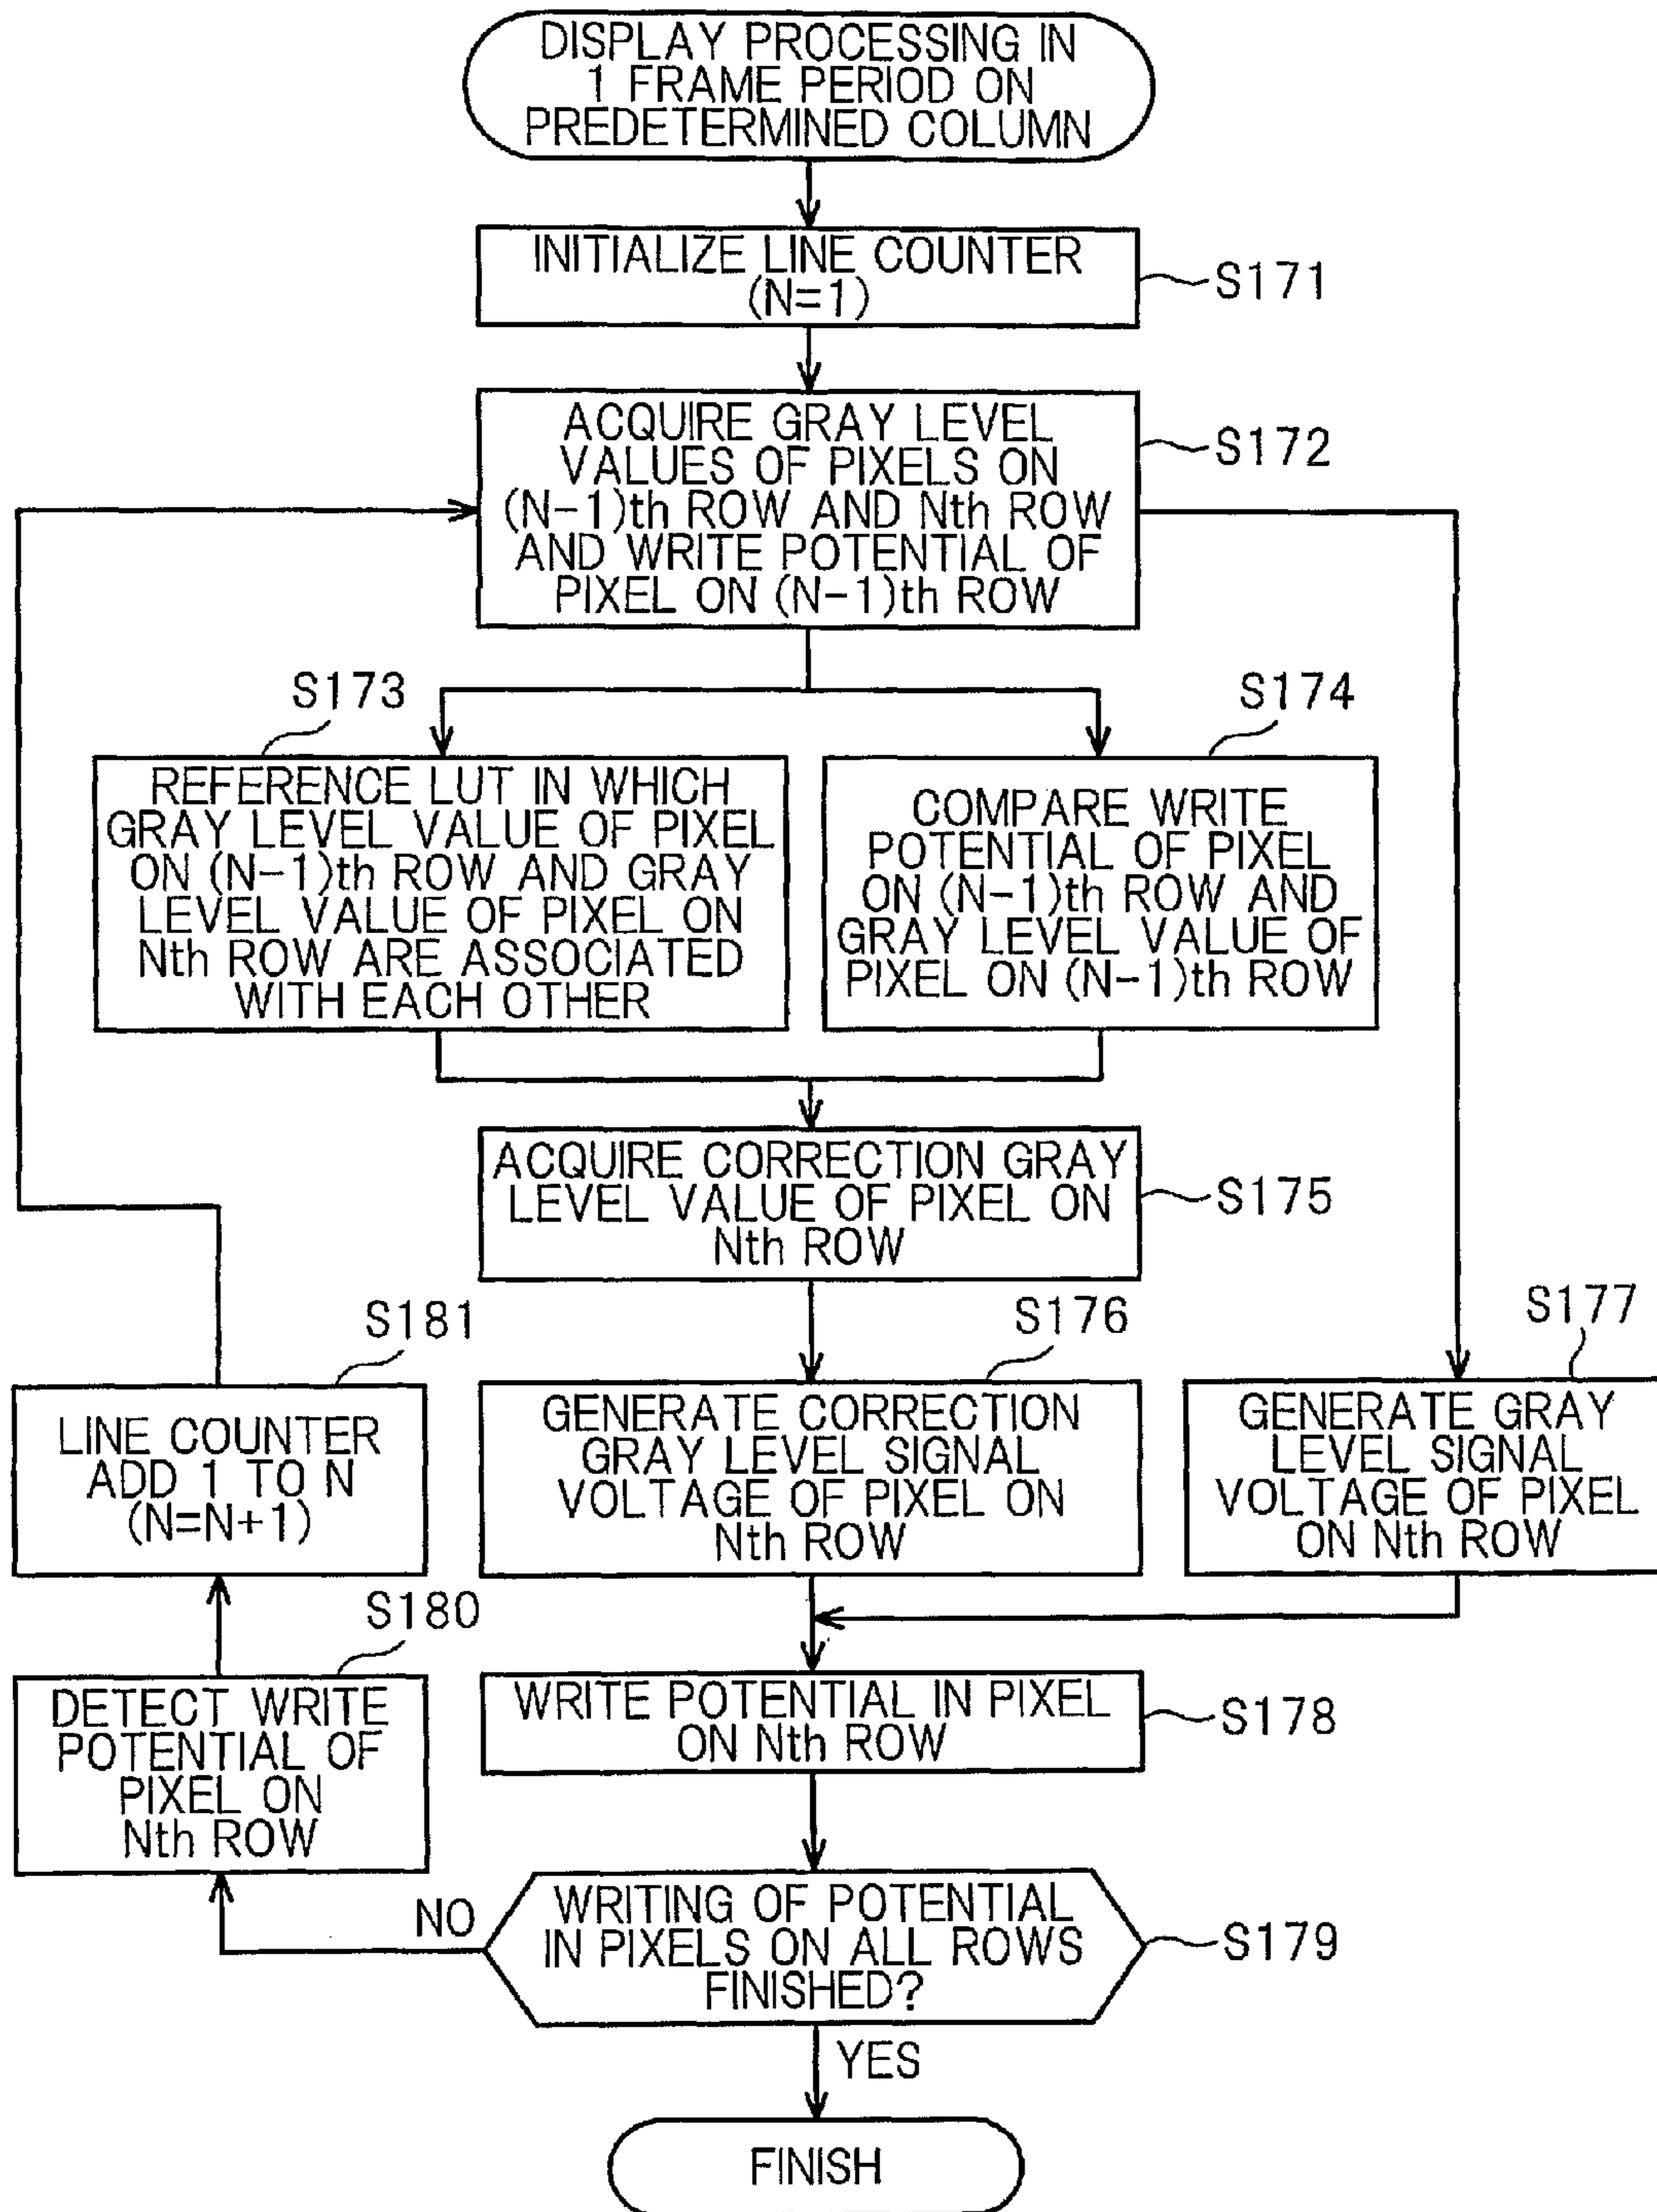 DISPLAY PROCESSING IN
1 FRAME PERIOD ON
PREDETERMINED COLUMN
INITIALIZE LINE COUNTER
(N=1)
S171
ACQUIRE GRAY LEVEL
VALUES OF PIXELS ON
(N-1)th ROW AND Nth ROW
AND WRITE POTENTIAL OF
PIXEL ON (N-1)th ROW
S172
S173
REFERENCE LUT IN WHICH
GRAY LEVEL VALUE OF PIXEL
ON (N-1)th ROW AND GRAY
LEVEL VALUE OF PIXEL ON
Nth ROW ARE ASSOCIATED
WITH EACH OTHER
S174
COMPARE WRITE
POTENTIAL OF PIXEL
ON (N-1)th ROW AND
GRAY LEVEL VALUE OF
PIXEL ON (N-1)th ROW
ACQUIRE CORRECTION GRAY
LEVEL VALUE OF PIXEL ON
Nth ROW
S175
S176
GENERATE CORRECTION
GRAY LEVEL SIGNAL
VOLTAGE OF PIXEL ON
Nth ROW
S177
GENERATE GRAY
LEVEL SIGNAL
VOLTAGE OF PIXEL
ON Nth ROW
WRITE POTENTIAL IN PIXEL
ON Nth ROW
S178
WRITING OF POTENTIAL
IN PIXELS ON ALL ROWS
FINISHED?
S179
NO
S180
DETECT WRITE
POTENTIAL OF
PIXEL ON
Nth ROW
S181
LINE COUNTER
ADD 1 TO N
(N=N+1)
YES
FINISH